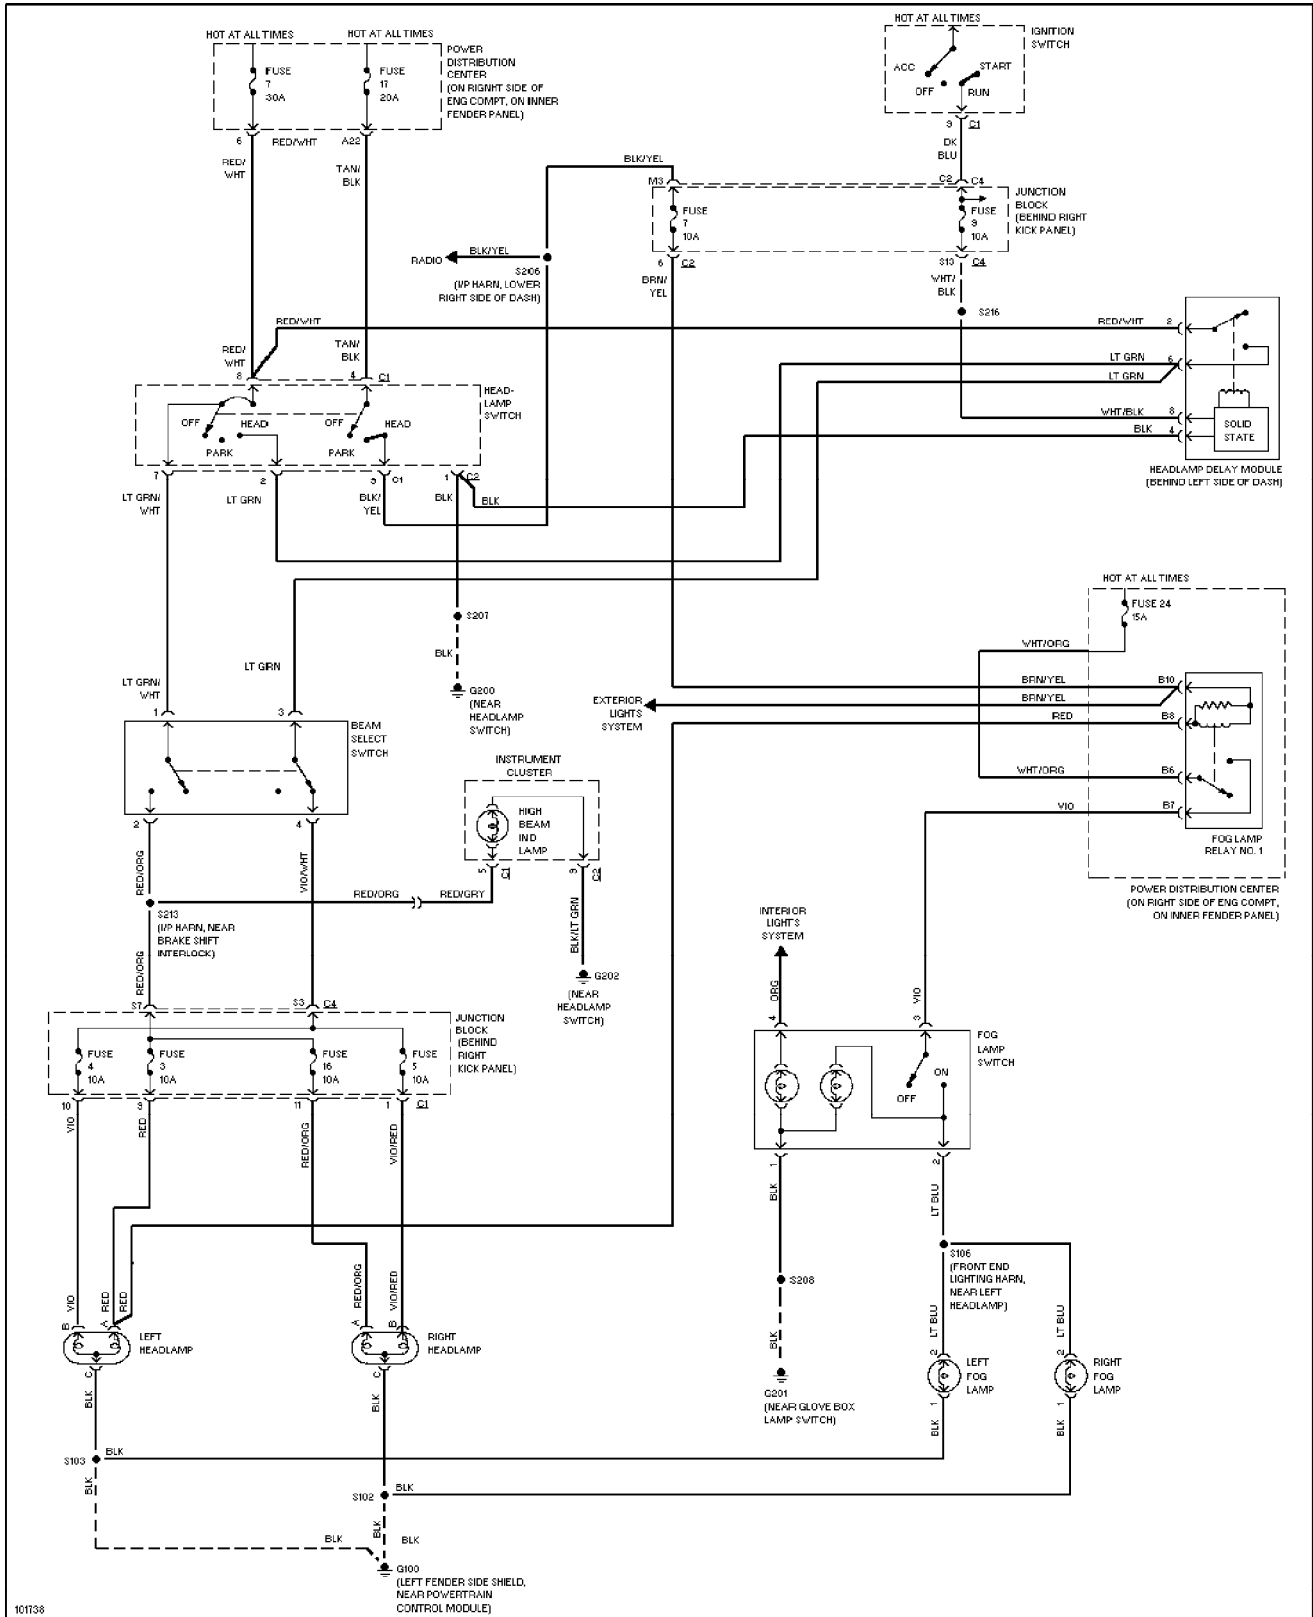 HOT AT ALL TIMES
HOT AT ALL TIMES
POWER
DISTRIBUTION
CENTER
(ON RIGNHT SIDE OF
ENG COMPT, ON INNER
FENDER PANEL)
FUSE
7
30A
FUSE
17
20A
6
RED/WHT
A22
RED/
WHT
TAN/
BLK
HOT AT ALL TIMES
IGNITION
SWITCH
ACC
START
OFF
RUN
9
C1
DK
BLU
BLK/YEL
M3
C2
C4
JUNCTION
BLOCK
(BEHIND RIGHT
KICK PANEL)
FUSE
7
10A
FUSE
9
10A
6
C2
S13
C4
BRN/
YEL
WHT/
BLK
RADIO
BLK/YEL
S206
(I/P HARN, LOWER
RIGHT SIDE OF DASH)
S216
RED/WHT
RED/WHT
2
RED/
WHT
TAN/
BLK
LT GRN
6
LT GRN
WHT/BLK
8
BLK
4
SOLID
STATE
HEADLAMP DELAY MODULE
(BEHIND LEFT SIDE OF DASH)
8
4
C1
HEAD-
LAMP
SWITCH
OFF
HEAD
PARK
OFF
HEAD
PARK
7
2
3
C1
1
C2
LT GRN/
WHT
LT GRN
BLK/
YEL
BLK
BLK
S207
BLK
G200
(NEAR
HEADLAMP
SWITCH)
LT GRN
LT GRN/
WHT
1
3
BEAM
SELECT
SWITCH
2
4
HOT AT ALL TIMES
FUSE 24
15A
WHT/ORG
BRN/YEL
B10
BRN/YEL
EXTERIOR
LIGHTS
SYSTEM
RED
B8
WHT/ORG
B6
VIO
B7
FOG LAMP
RELAY NO. 1
POWER DISTRIBUTION CENTER
(ON RIGHT SIDE OF ENG COMPT,
ON INNER FENDER PANEL)
INSTRUMENT
CLUSTER
HIGH
BEAM
IND
LAMP
5
C1
9
C2
RED/ORG
VIO/WHT
RED/ORG
RED/GRY
S213
(I/P HARN, NEAR
BRAKE SHIFT
INTERLOCK)
BLK/LT GRN
G202
(NEAR
HEADLAMP
SWITCH)
RED/ORG
S7
S3
C4
JUNCTION
BLOCK
(BEHIND
RIGHT
KICK PANEL)
FUSE
4
10A
FUSE
3
10A
FUSE
16
10A
FUSE
5
10A
10
9
11
1
C1
VIO
RED
RED/ORG
VIO/RED
INTERIOR
LIGHTS
SYSTEM
ORG
VIO
4
3
FOG
LAMP
SWITCH
ON
OFF
1
2
BLK
LT BLU
S106
(FRONT END
LIGHTING HARN,
NEAR LEFT
HEADLAMP)
S208
BLK
G201
(NEAR GLOVE BOX
LAMP SWITCH)
LT BLU
LT BLU
2
2
LEFT
FOG
LAMP
RIGHT
FOG
LAMP
1
1
BLK
BLK
VIO
RED
RED
RED/ORG
VIO/RED
B
A
A
B
LEFT
HEADLAMP
RIGHT
HEADLAMP
C
C
BLK
BLK
S103
BLK
BLK
S102
BLK
BLK
BLK
BLK
G100
(LEFT FENDER SIDE SHIELD,
NEAR POWERTRAIN
CONTROL MODULE)
101738